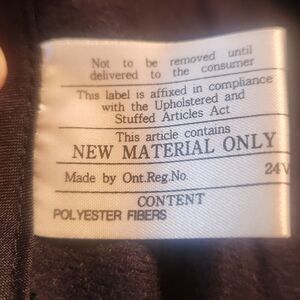 Not to be removed until
delivered to the consumer
This label is affixed in compliance
with the Upholstered and
Stuffed Articles Act
This article contains
NEW MATERIAL ONLY
Made by Ont.Reg.No. 24V
CONTENT
POLYESTER FIBERS